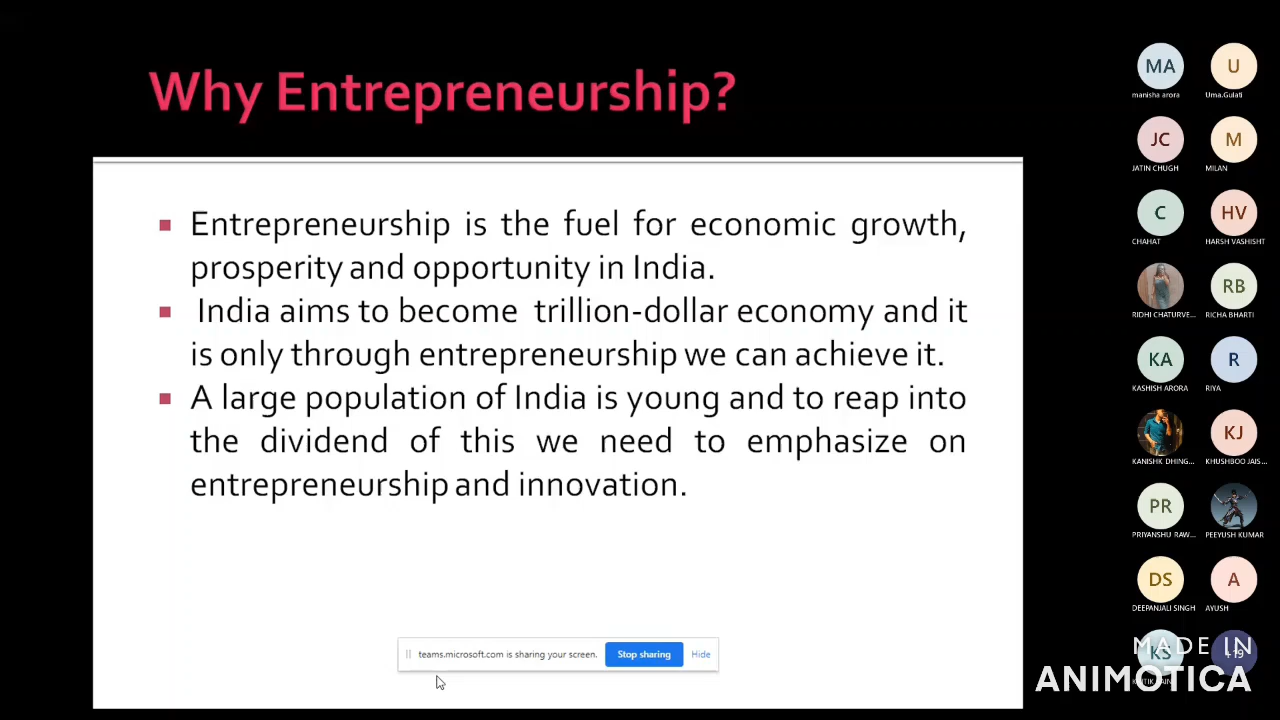 Why Entrepreneurship?
Entrepreneurship is the fuel for economic growth,
prosperity and opportunity in India.
India aims to become trillion-dollar economy and it
is only through entrepreneurship we can achieve it.
A large population of India is young and to reap into
the dividend of this we need to emphasize on
entrepreneurship and innovation.
teams.microsoft.com is sharing your screen. Stop sharing Hide
MA U
manisha arora Uma.Gulati
JC M
JATIN CHUGH MILAN
C HV
CHAHAT HARSH VASHISHT
RB
RIDHI CHATURVE... RICHA BHARTI
KA R
KASHISH ARORA RIYA
KJ
KANISHK DHING... KHUSHBOO JAIS...
PR
PRIYANSHU RAW... PEEYUSH KUMAR
DS A
DEEPANJALI SINGH AYUSH
KS +19
MADE IN
ANIMOTICA